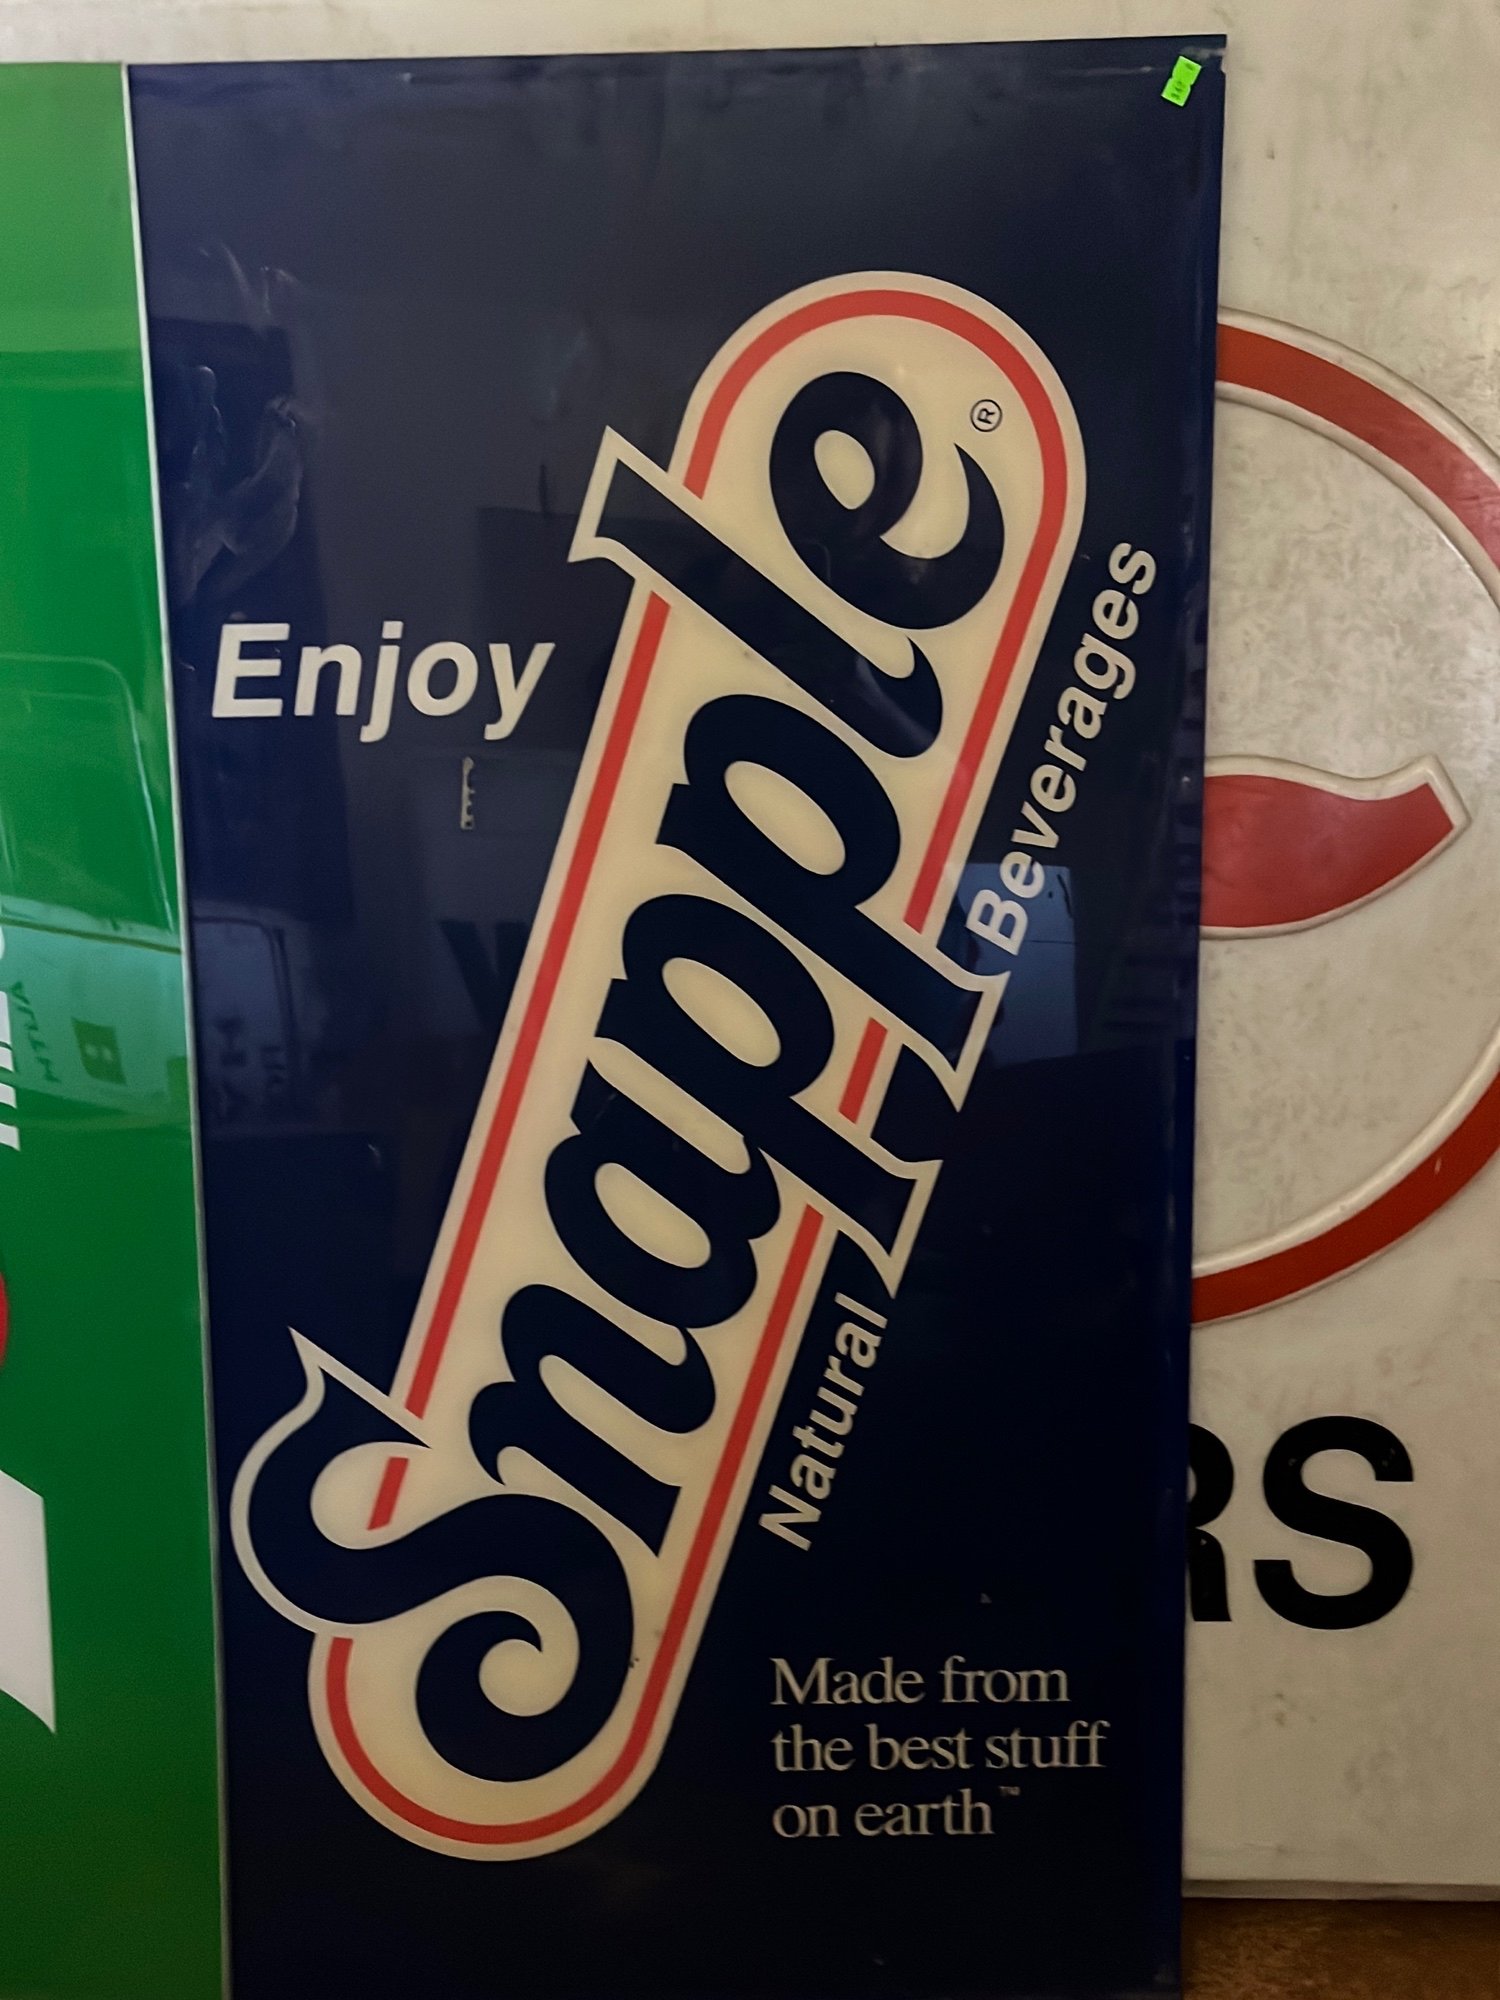 Enjoy
Snapple®
Natural Beverages
Made from
the best stuff
on earth™
RS